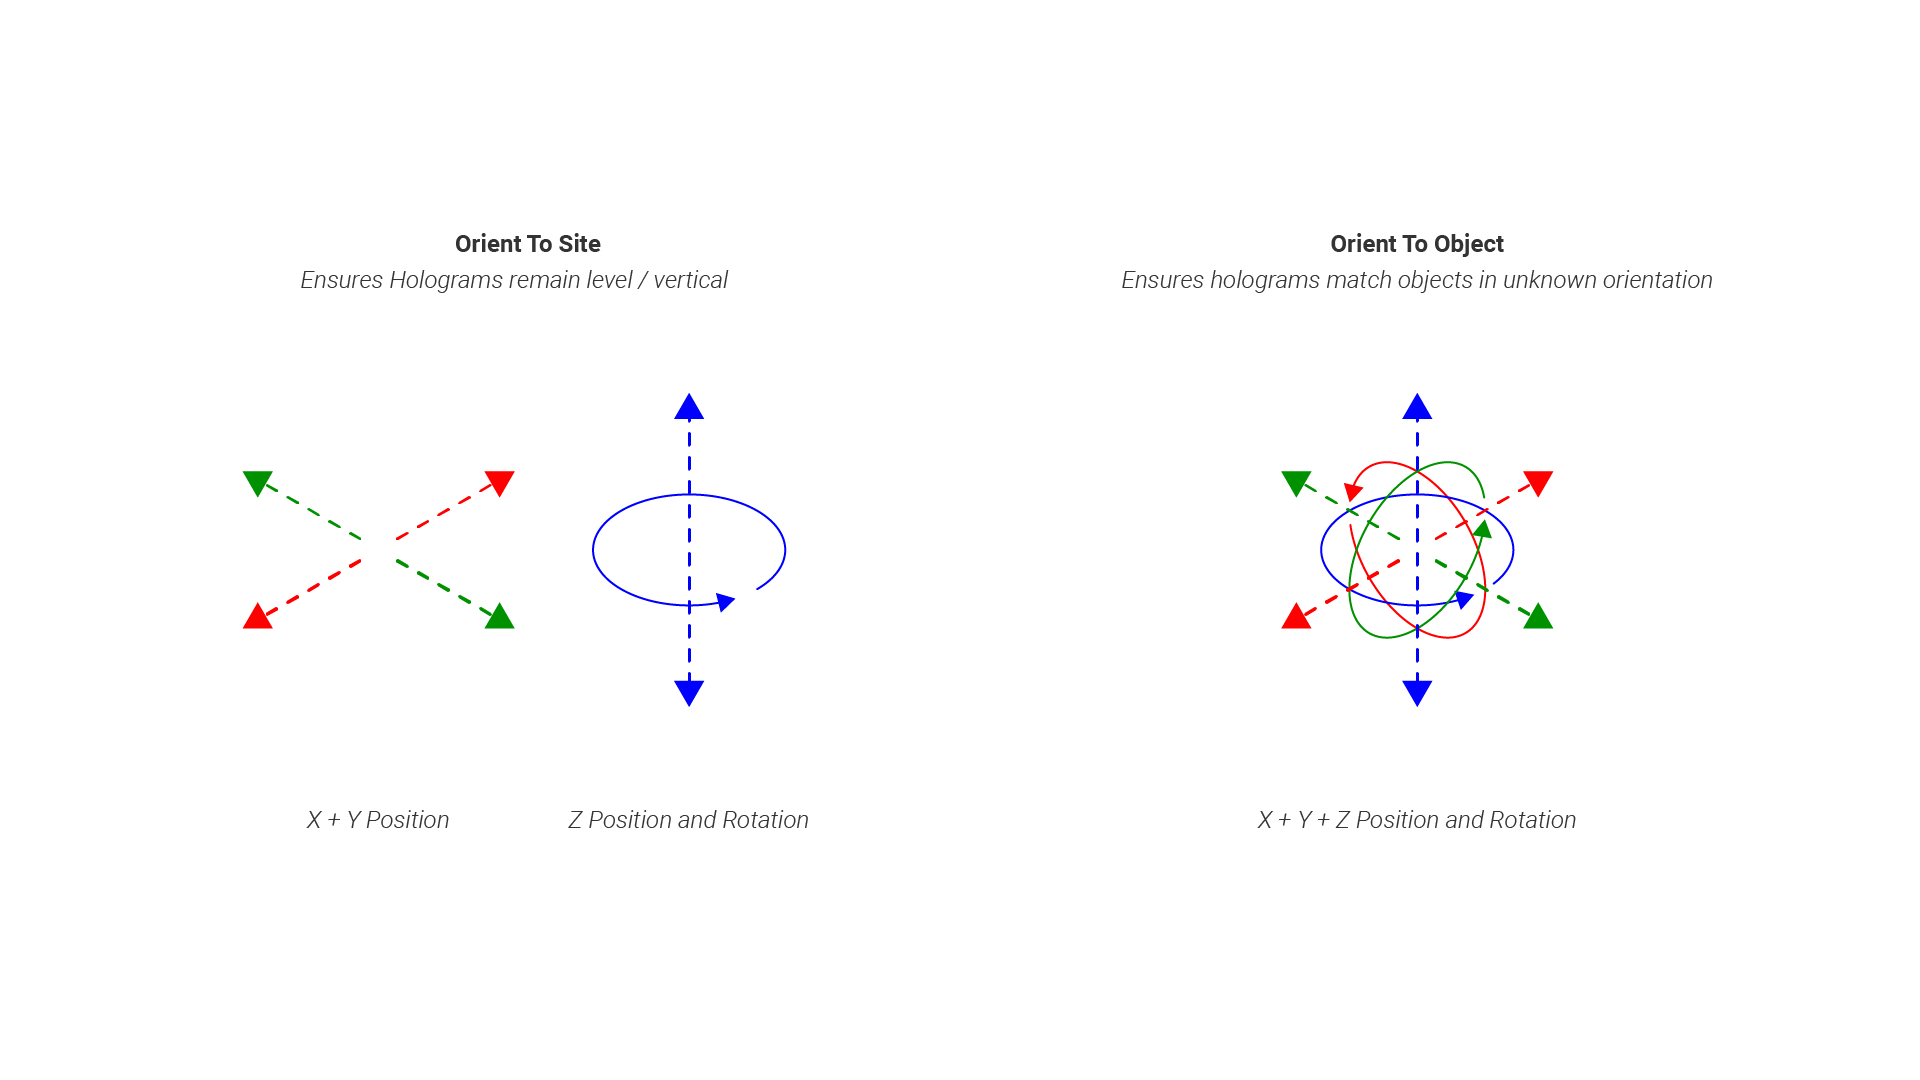 Orient To Site
Ensures Holograms remain level / vertical
X + Y Position
Z Position and Rotation
Orient To Object
Ensures holograms match objects in unknown orientation
X + Y + Z Position and Rotation